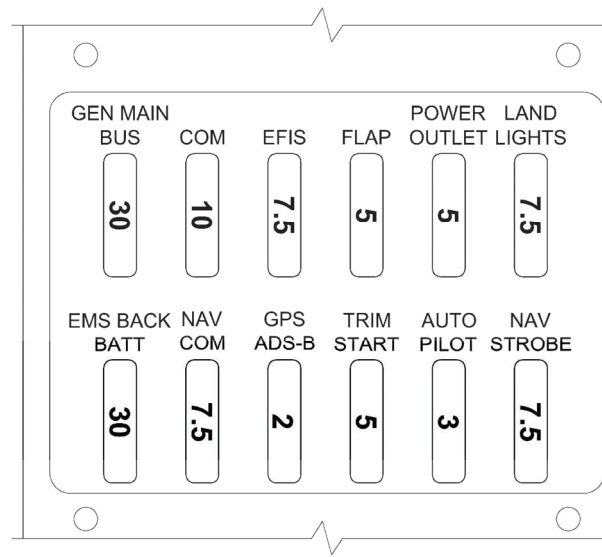 GEN MAIN POWER LAND
BUS COM EFIS FLAP OUTLET LIGHTS
30 10 7.5 5 5 7.5
EMS BACK NAV GPS TRIM AUTO NAV
BATT COM ADS-B START PILOT STROBE
30 7.5 2 5 3 7.5